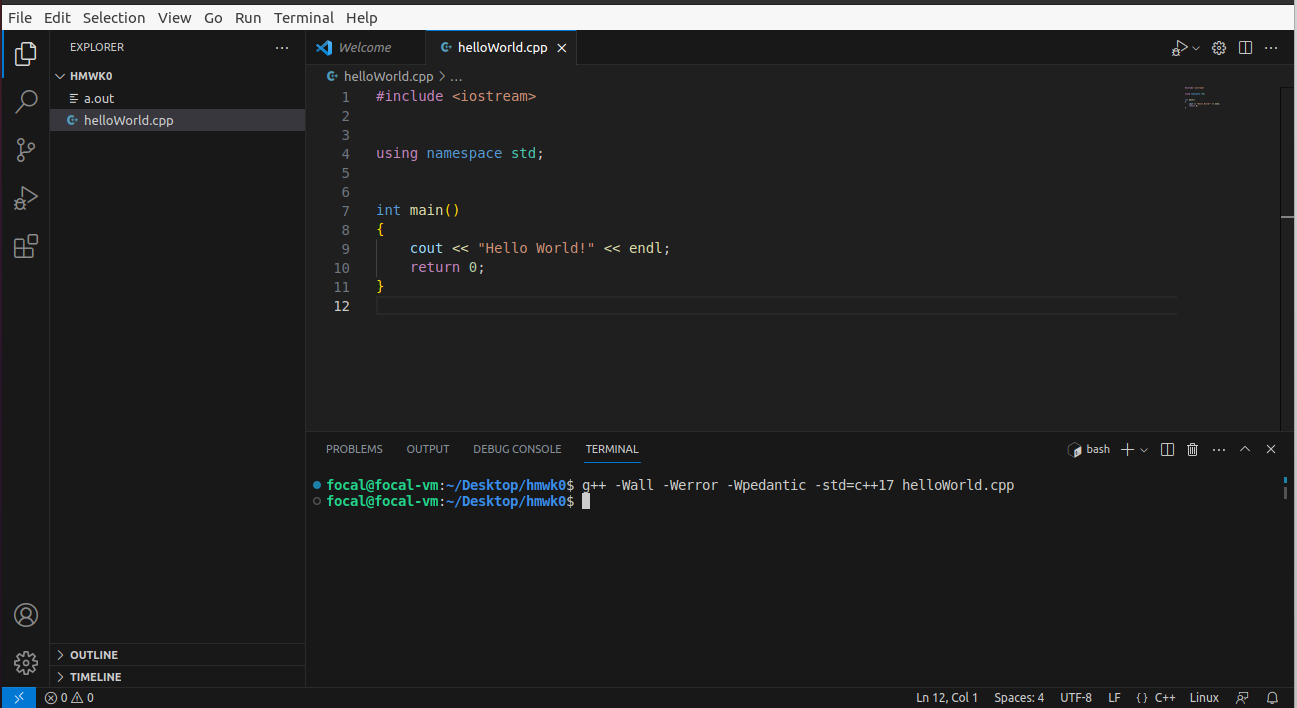 File Edit Selection View Go Run Terminal Help
EXPLORER
HMWK0
a.out
helloWorld.cpp
OUTLINE
TIMELINE
Welcome
helloWorld.cpp
helloWorld.cpp > ...
1 #include <iostream>
2
3
4 using namespace std;
5
6
7 int main()
8 {
9 cout << "Hello World!" << endl;
10 return 0;
11 }
12
PROBLEMS OUTPUT DEBUG CONSOLE TERMINAL
bash
focal@focal-vm:~/Desktop/hmwk0$ g++ -Wall -Werror -Wpedantic -std=c++17 helloWorld.cpp
focal@focal-vm:~/Desktop/hmwk0$
0 0
Ln 12, Col 1 Spaces: 4 UTF-8 LF {} C++ Linux